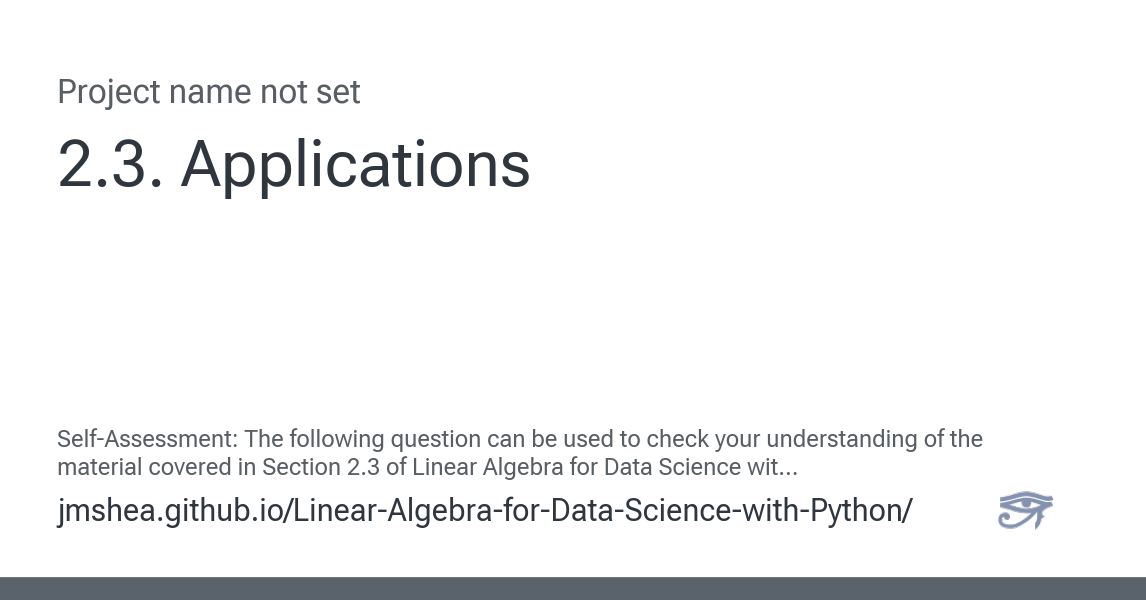 Project name not set
2.3. Applications
Self-Assessment: The following question can be used to check your understanding of the
material covered in Section 2.3 of Linear Algebra for Data Science wit...
jmshea.github.io/Linear-Algebra-for-Data-Science-with-Python/